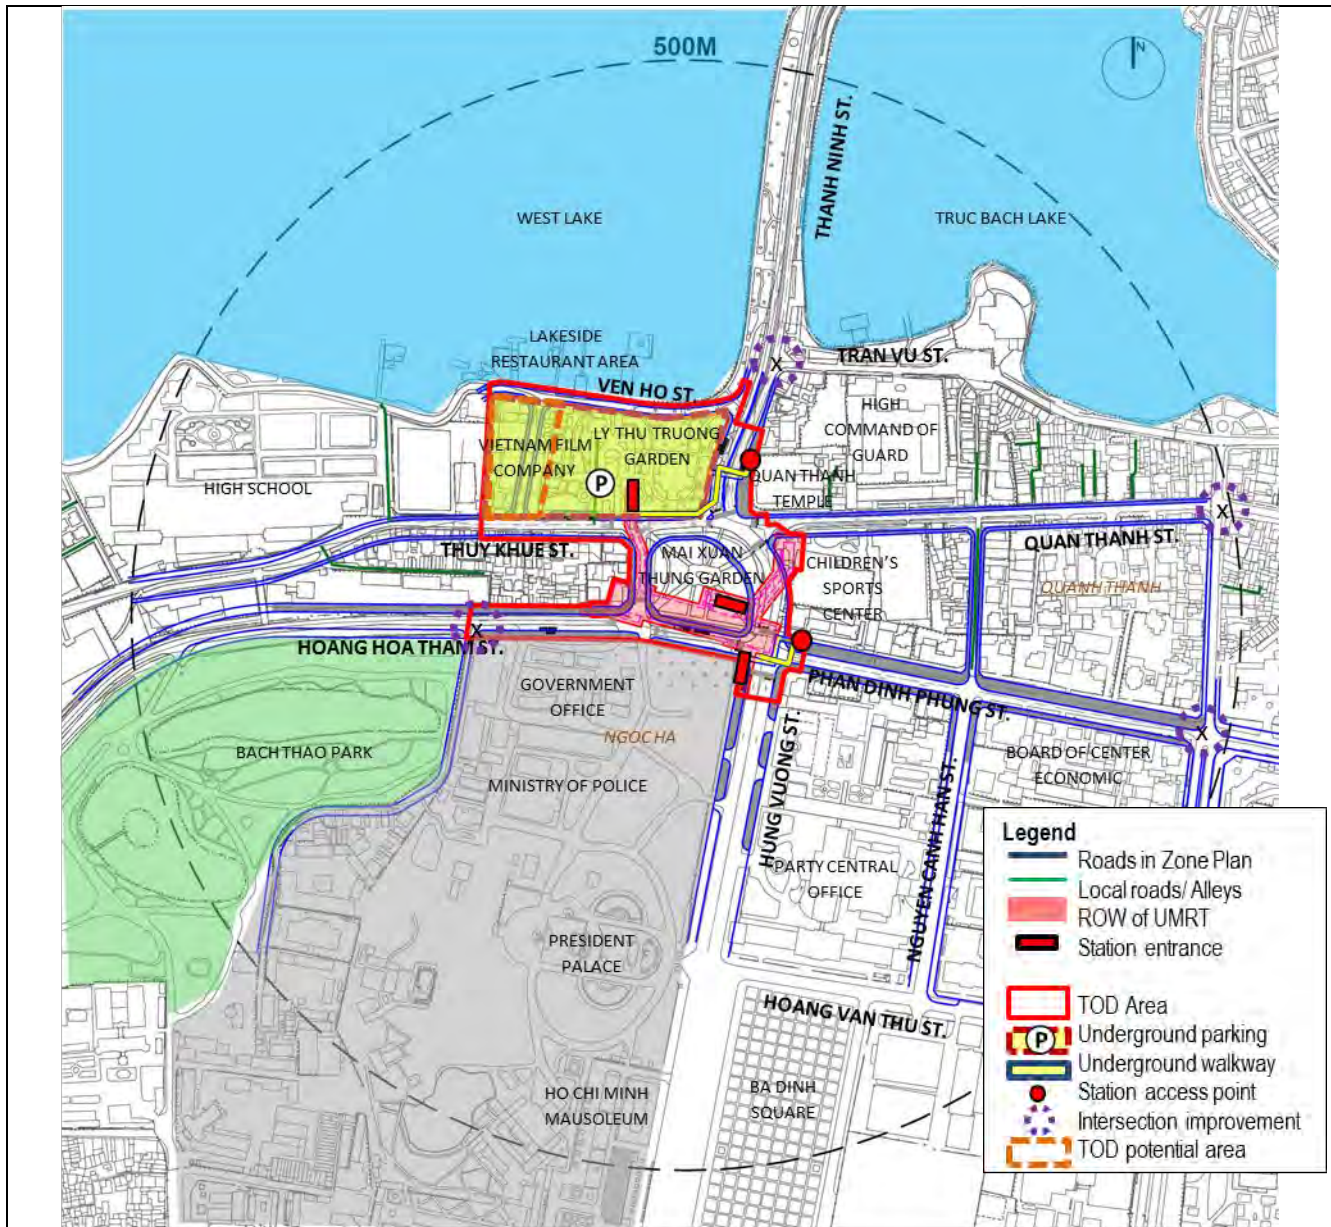 500M
N
THANH NINH ST.
WEST LAKE
TRUC BACH LAKE
LAKESIDE
RESTAURANT AREA
TRAN VU ST.
X
VEN HO ST.
HIGH
COMMAND OF
GUARD
LY THU TRUONG
GARDEN
VIETNAM FILM
COMPANY
P
HIGH SCHOOL
QUAN THANH
TEMPLE
X
QUAN THANH ST.
THUY KHUE ST.
MAI XUAN
THUNG GARDEN
CHILDREN'S
SPORTS
CENTER
QUANH THANH
X
HOANG HOA THAM ST.
PHAN DINH PHUNG ST.
GOVERNMENT
OFFICE
NGOC HA
BACH THAO PARK
MINISTRY OF POLICE
HUNG VUONG ST.
X
BOARD OF CENTER
ECONOMIC
NGUYEN CANH HAN ST.
PARTY CENTRAL
OFFICE
PRESIDENT
PALACE
HOANG VAN THU ST.
HO CHI MINH
MAUSOLEUM
BA DINH
SQUARE
Legend
Roads in Zone Plan
Local roads/ Alleys
ROW of UMRT
Station entrance
TOD Area
P
Underground parking
Underground walkway
Station access point
Intersection improvement
TOD potential area